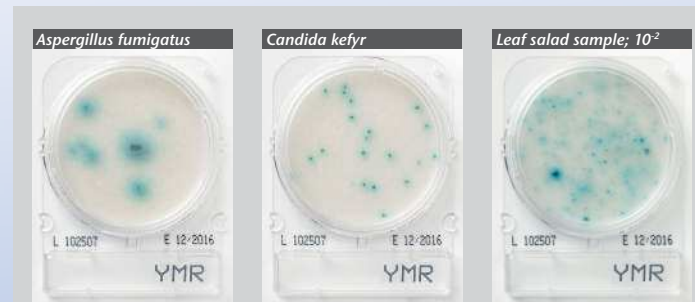 Aspergillus fumigatus
Candida kefyr
Leaf salad sample; 10⁻²
L 102507 E 12/2016
YMR
L 102507 E 12/2016
YMR
L 102507 E 12/2016
YMR